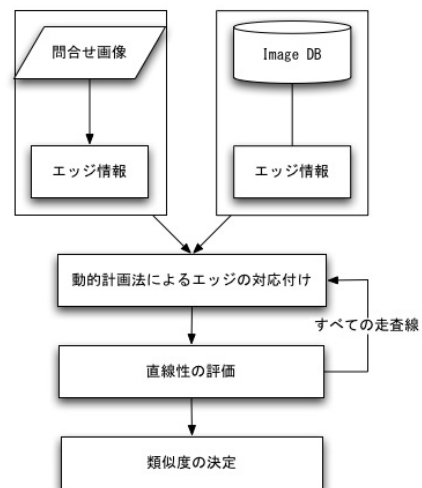 問合せ画像
Image DB
エッジ情報
エッジ情報
動的計画法によるエッジの対応付け
すべての走査線
直線性の評価
類似度の決定